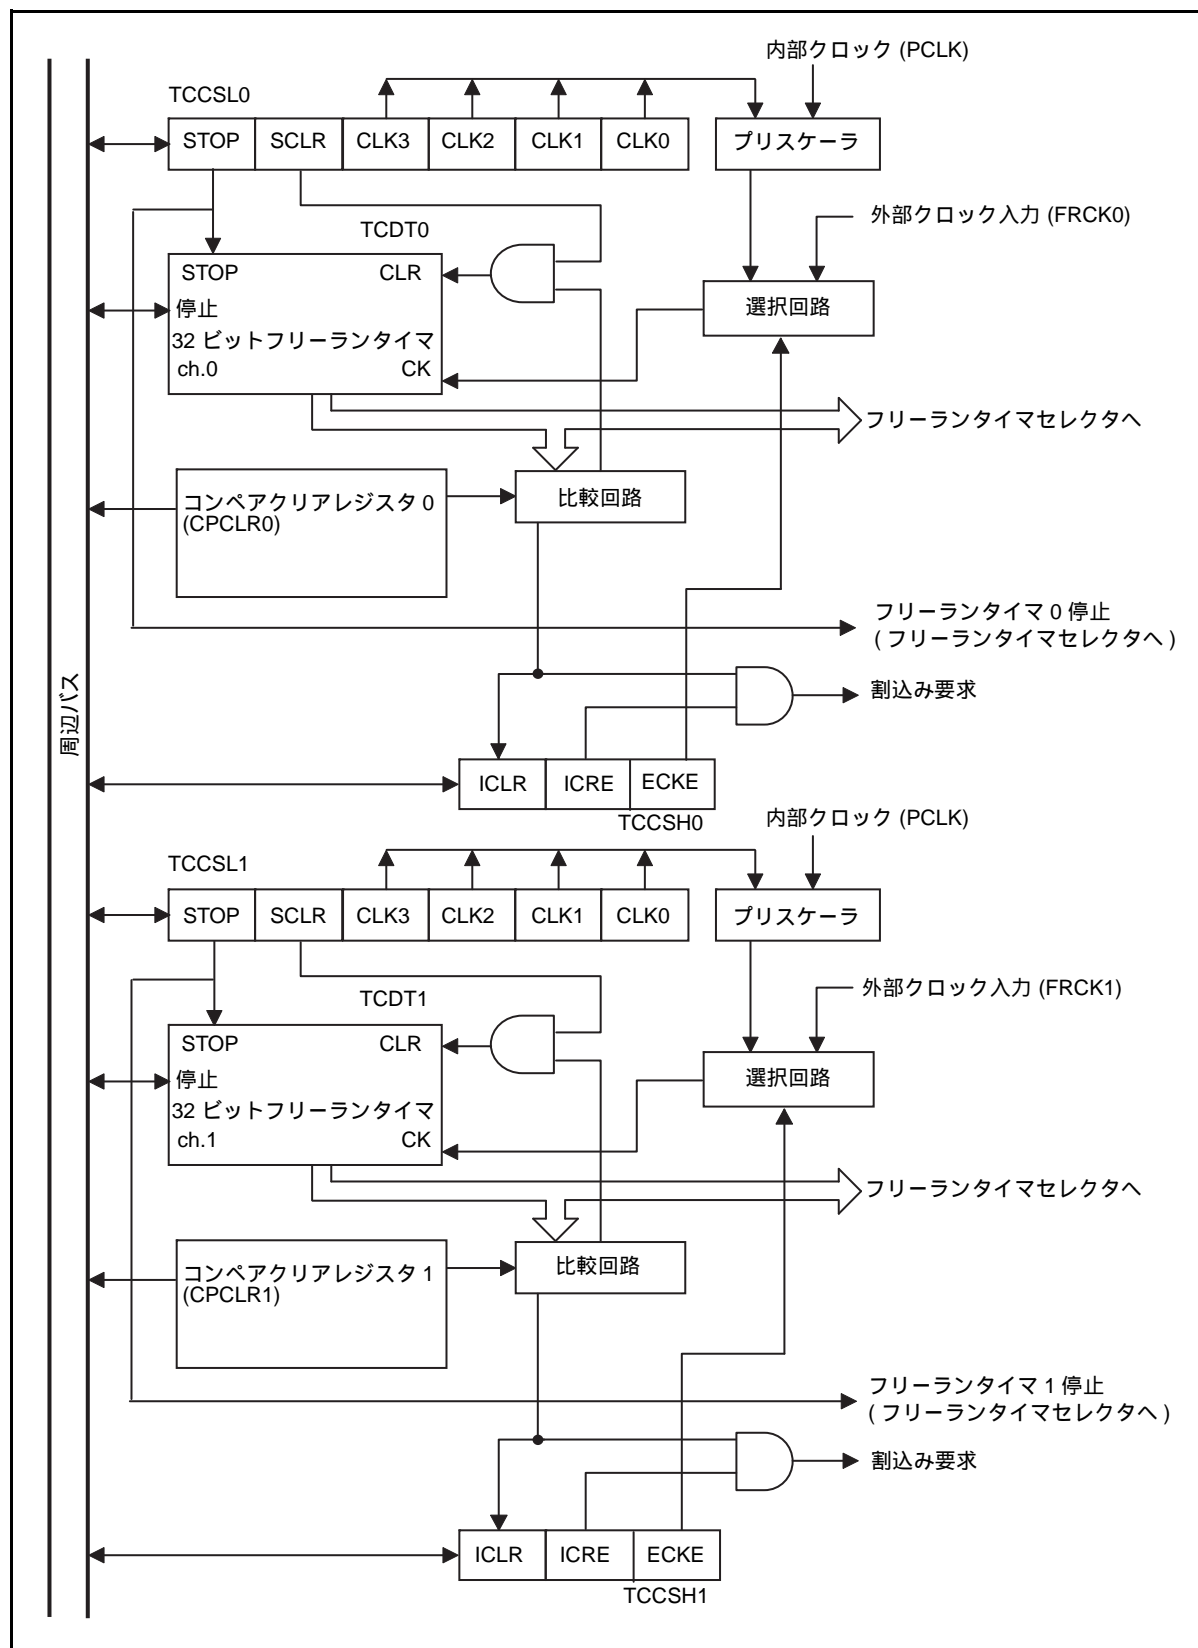 内部クロック (PCLK)
TCCSL0
STOP SCLR CLK3 CLK2 CLK1 CLK0 プリスケーラ
外部クロック入力 (FRCK0)
TCDT0
STOP CLR
停止
32 ビットフリーランタイマ
ch.0 CK
選択回路
フリーランタイマセレクタへ
コンペアクリアレジスタ 0
(CPCLR0)
比較回路
フリーランタイマ 0 停止
( フリーランタイマセレクタへ )
割込み要求
周辺バス
ICLR ICRE ECKE
TCCSH0
内部クロック (PCLK)
TCCSL1
STOP SCLR CLK3 CLK2 CLK1 CLK0 プリスケーラ
外部クロック入力 (FRCK1)
TCDT1
STOP CLR
停止
32 ビットフリーランタイマ
ch.1 CK
選択回路
フリーランタイマセレクタへ
コンペアクリアレジスタ 1
(CPCLR1)
比較回路
フリーランタイマ 1 停止
( フリーランタイマセレクタへ )
割込み要求
ICLR ICRE ECKE
TCCSH1